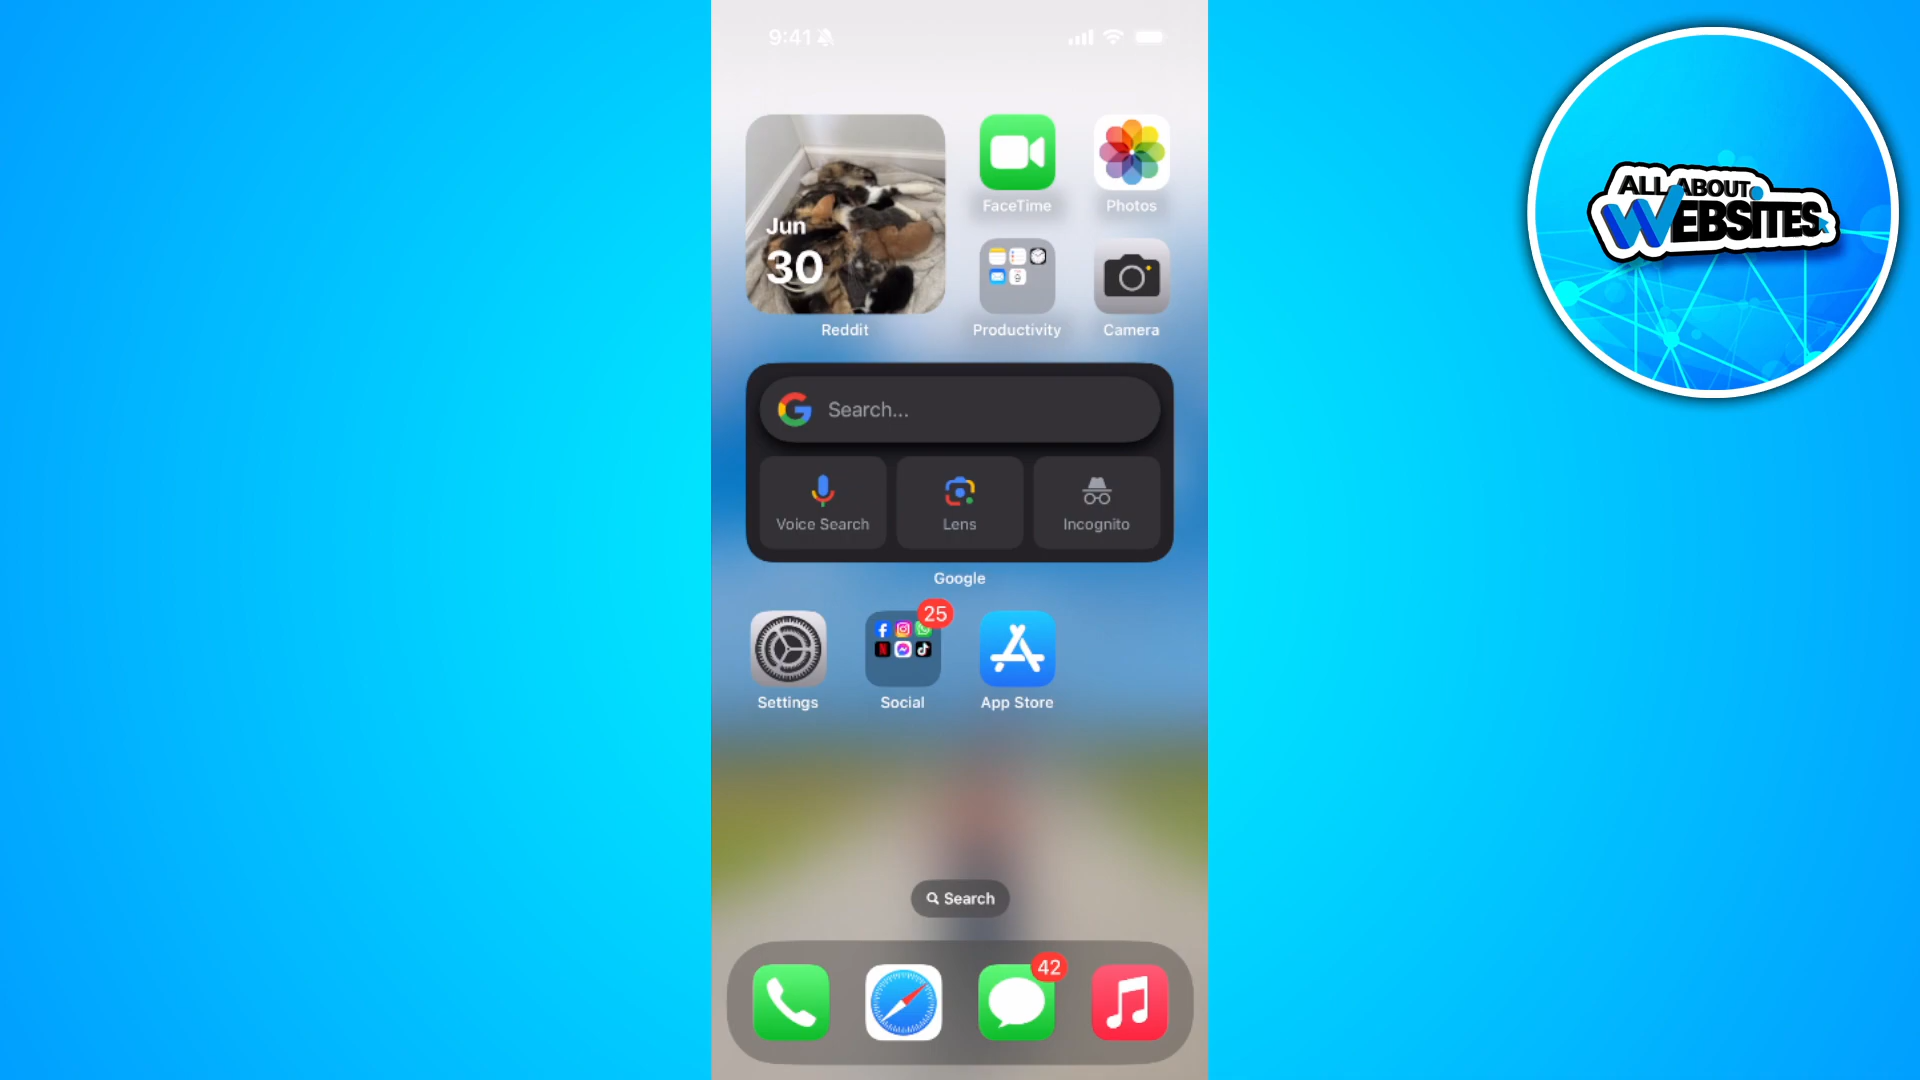 9:41
ALL ABOUT
WEBSITES
Jun
30
Reddit
FaceTime
Photos
Productivity
Camera
Search...
Voice Search
Lens
Incognito
Google
25
Settings
Social
App Store
Search
42